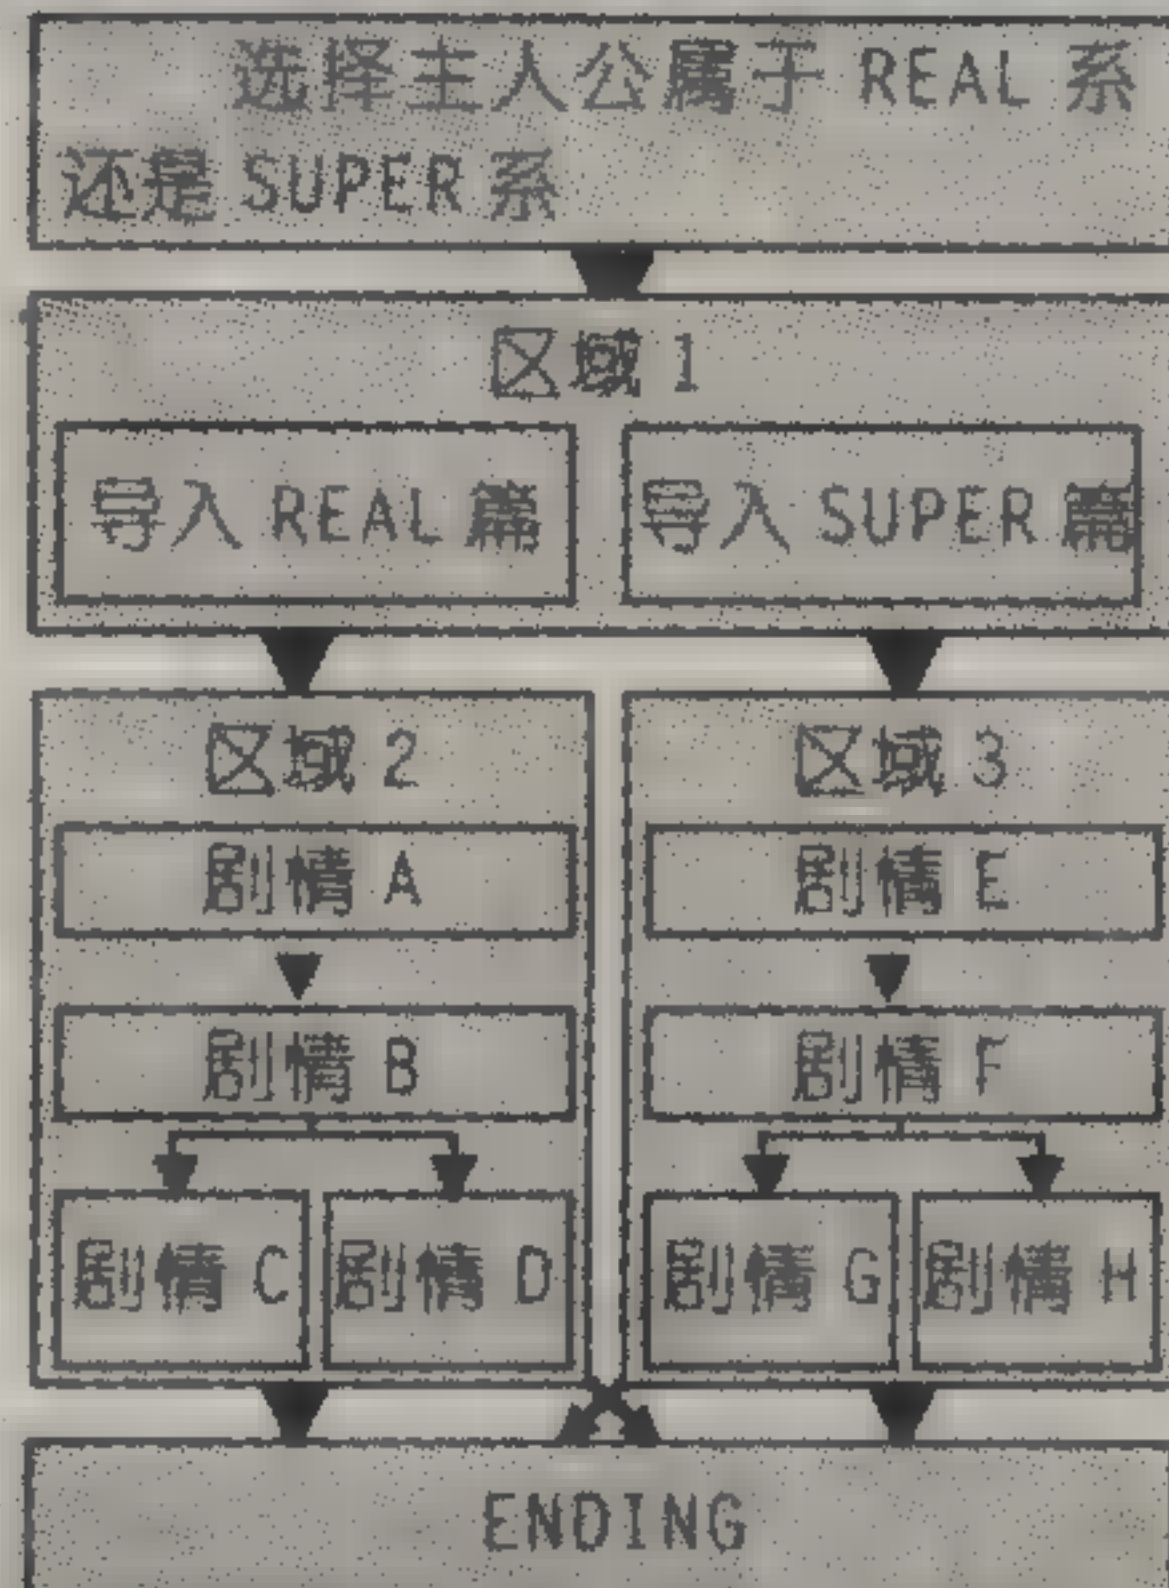 选择主人公属于 REAL 系
还是 SUPER 系
区域 1
导入 REAL 篇
导入 SUPER 篇
区域 2
剧情 A
剧情 B
剧情 C
剧情 D
区域 3
剧情 E
剧情 F
剧情 G
剧情 H
ENDING